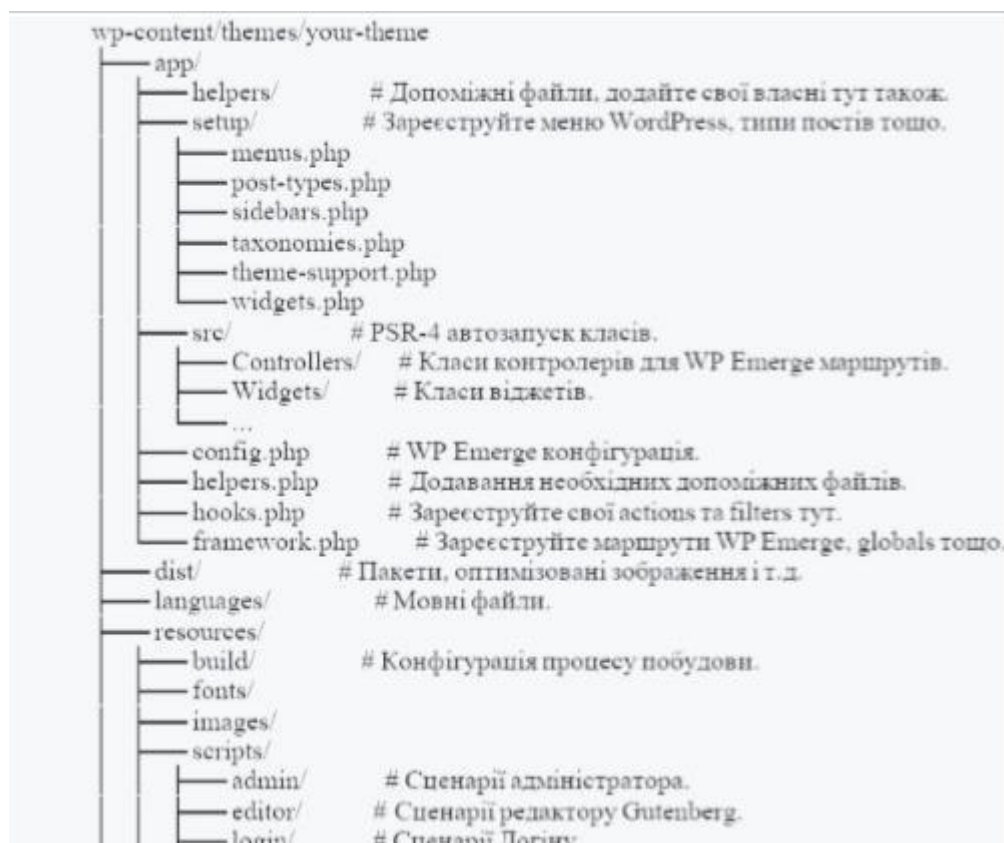 wp-content/themes/your-theme
app/
helpers/ # Допоміжні файли, додайте свої власні тут також.
setup/ # Зареєструйте меню WordPress, типи постів тощо.
menus.php
post-types.php
sidebars.php
taxonomies.php
theme-support.php
widgets.php
src/ # PSR-4 автозапуск класів.
Controllers/ # Класи контролерів для WP Emerge маршрутів.
Widgets/ # Класи віджетів.
...
config.php # WP Emerge конфігурація.
helpers.php # Додавання необхідних допоміжних файлів.
hooks.php # Зареєструйте свої actions та filters тут.
framework.php # Зареєструйте маршрути WP Emerge, globals тощо.
dist/ # Пакети, оптимізовані зображення і т.д.
languages/ # Мовні файли.
resources/
build/ # Конфігурація процесу побудови.
fonts/
images/
scripts/
admin/ # Сценарії адміністратора.
editor/ # Сценарії редактору Gutenberg.
login/ # Сценарії Логіну.